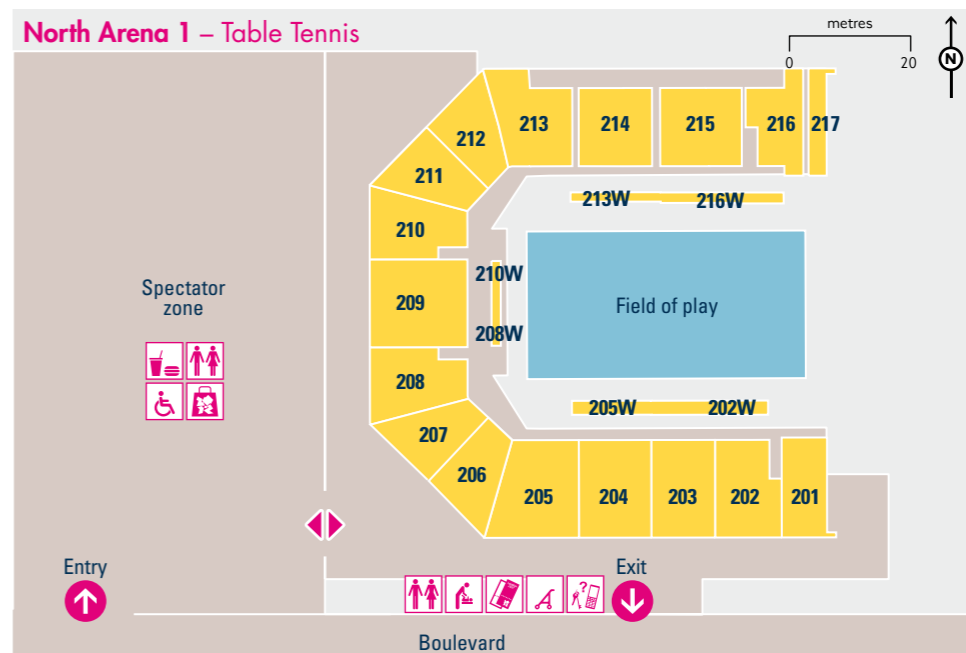 North Arena 1 – Table Tennis
metres
0 20
N
212
213
214
215
216
217
211
213W
216W
210
210W
Spectator
zone
209
Field of play
208W
208
205W
202W
207
206
205
204
203
202
201
Entry
Exit
?
Boulevard